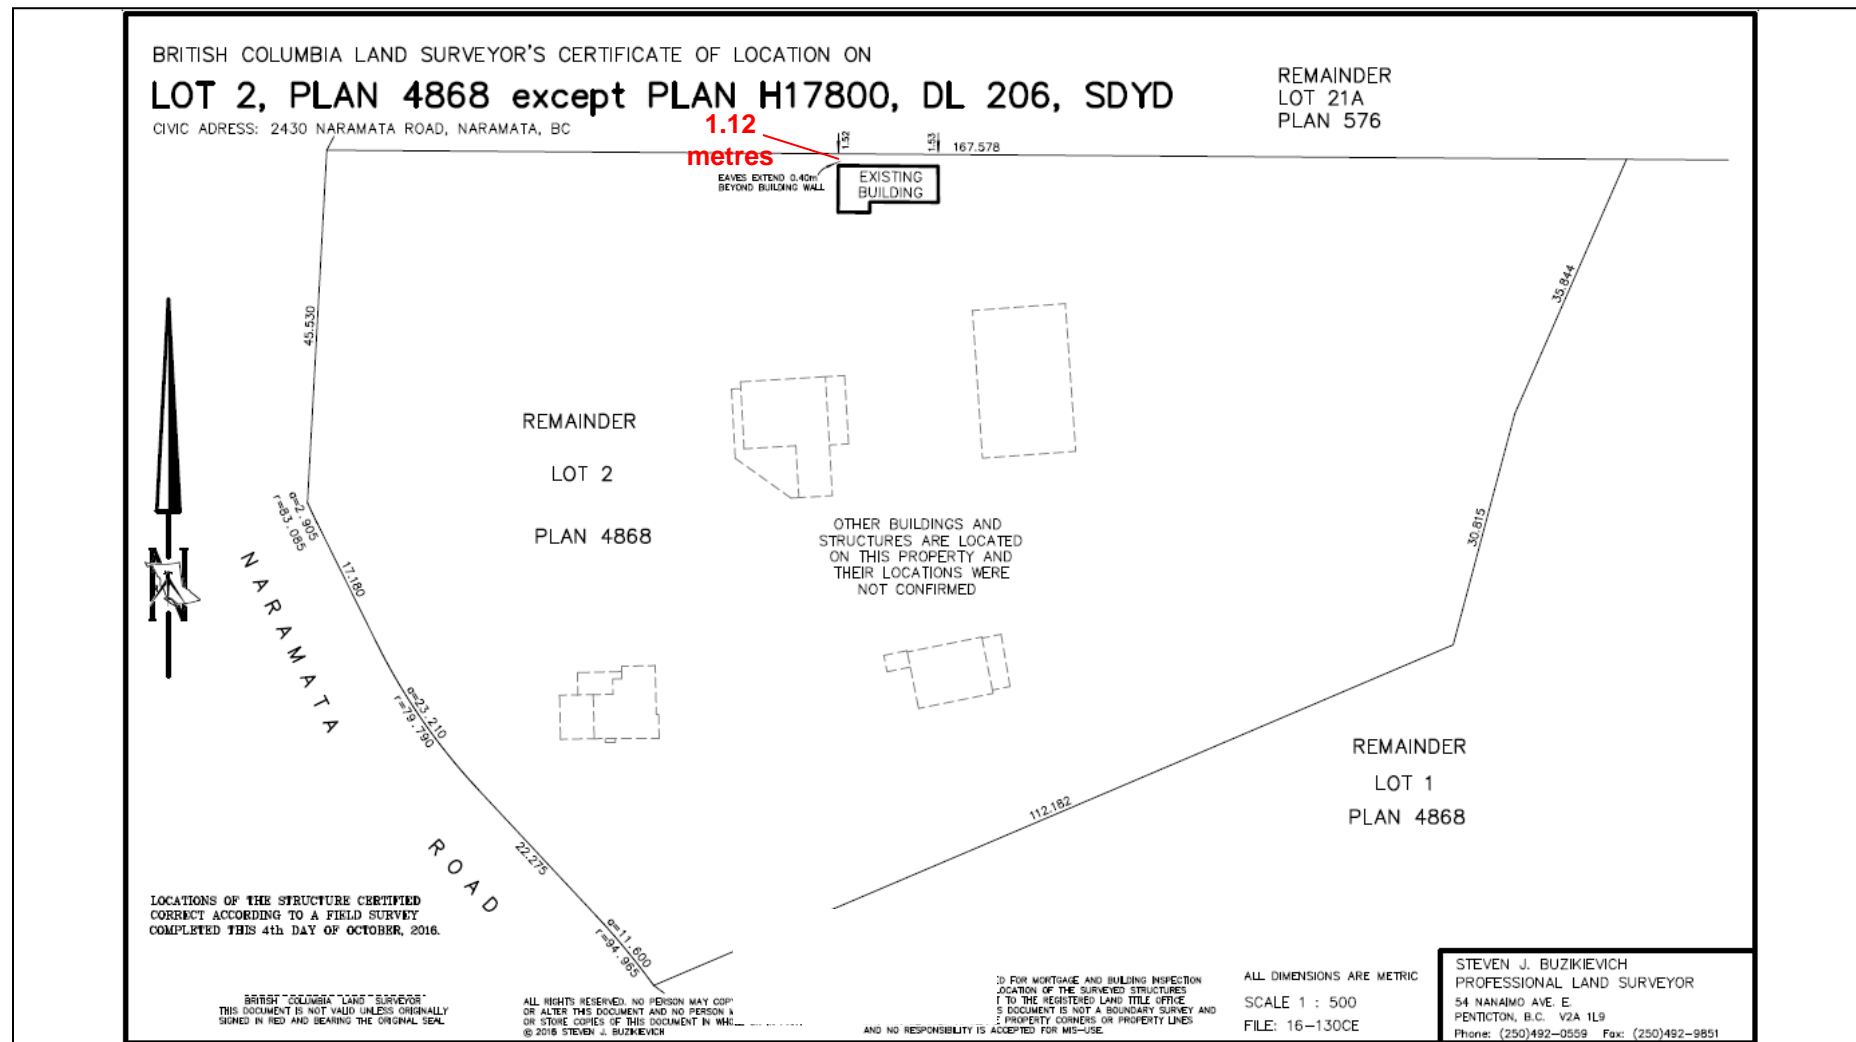 BRITISH COLUMBIA LAND SURVEYOR'S CERTIFICATE OF LOCATION ON
LOT 2, PLAN 4868 except PLAN H17800, DL 206, SDYD
CIVIC ADRESS: 2430 NARAMATA ROAD, NARAMATA, BC
REMAINDER
LOT 21A
PLAN 576
1.12
metres
1.52
1.53
167.578
EAVES EXTEND 0.40m
BEYOND BUILDING WALL
EXISTING
BUILDING
45.530
35.844
REMAINDER
LOT 2
PLAN 4868
a=2.905
r=83.085
17.180
NARAMATA
ROAD
OTHER BUILDINGS AND
STRUCTURES ARE LOCATED
ON THIS PROPERTY AND
THEIR LOCATIONS WERE
NOT CONFIRMED
30.815
N
a=23.210
r=79.790
22.275
a=11.600
r=94.965
112.182
REMAINDER
LOT 1
PLAN 4868
LOCATIONS OF THE STRUCTURE CERTIFIED
CORRECT ACCORDING TO A FIELD SURVEY
COMPLETED THIS 4th DAY OF OCTOBER, 2016.
BRITISH COLUMBIA LAND SURVEYOR
THIS DOCUMENT IS NOT VALID UNLESS ORIGINALLY
SIGNED IN RED AND BEARING THE ORIGINAL SEAL
ALL RIGHTS RESERVED. NO PERSON MAY COP
OR ALTER THIS DOCUMENT AND NO PERSON
OR STORE COPIES OF THIS DOCUMENT IN
© 2016 STEVEN J. BUZIKIEVICH
D FOR MORTGAGE AND BUILDING INSPECTION
OCATION OF THE SURVEYED STRUCTURES
T TO THE REGISTERED LAND TITLE OFFICE
S DOCUMENT IS NOT A BOUNDARY SURVEY AND
PROPERTY CORNERS OR PROPERTY LINES
AND NO RESPONSIBILITY IS ACCEPTED FOR MIS-USE.
ALL DIMENSIONS ARE METRIC
SCALE 1 : 500
FILE: 16-130CE
STEVEN J. BUZIKIEVICH
PROFESSIONAL LAND SURVEYOR
54 NANAIMO AVE. E.
PENTICTON, B.C. V2A 1L9
Phone: (250)492-0559 Fax: (250)492-9851